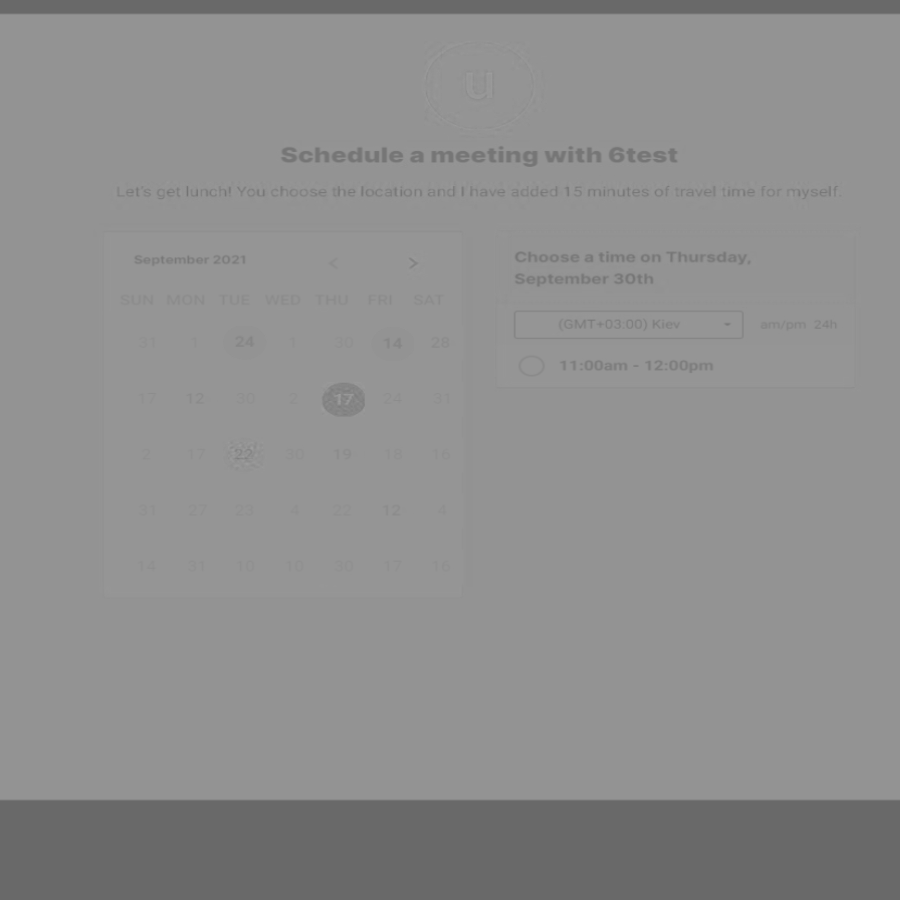 u
Schedule a meeting with 6test
Let's get lunch! You choose the location and I have added 15 minutes of travel time for myself.
September 2021 < >
SUN MON TUE WED THU FRI SAT
31 1 24 1 30 14 28
17 12 30 2 17 24 31
2 17 22 30 19 18 16
31 27 23 4 22 12 4
14 31 10 10 30 17 16
Choose a time on Thursday,
September 30th
(GMT+03:00) Kiev am/pm 24h
11:00am - 12:00pm